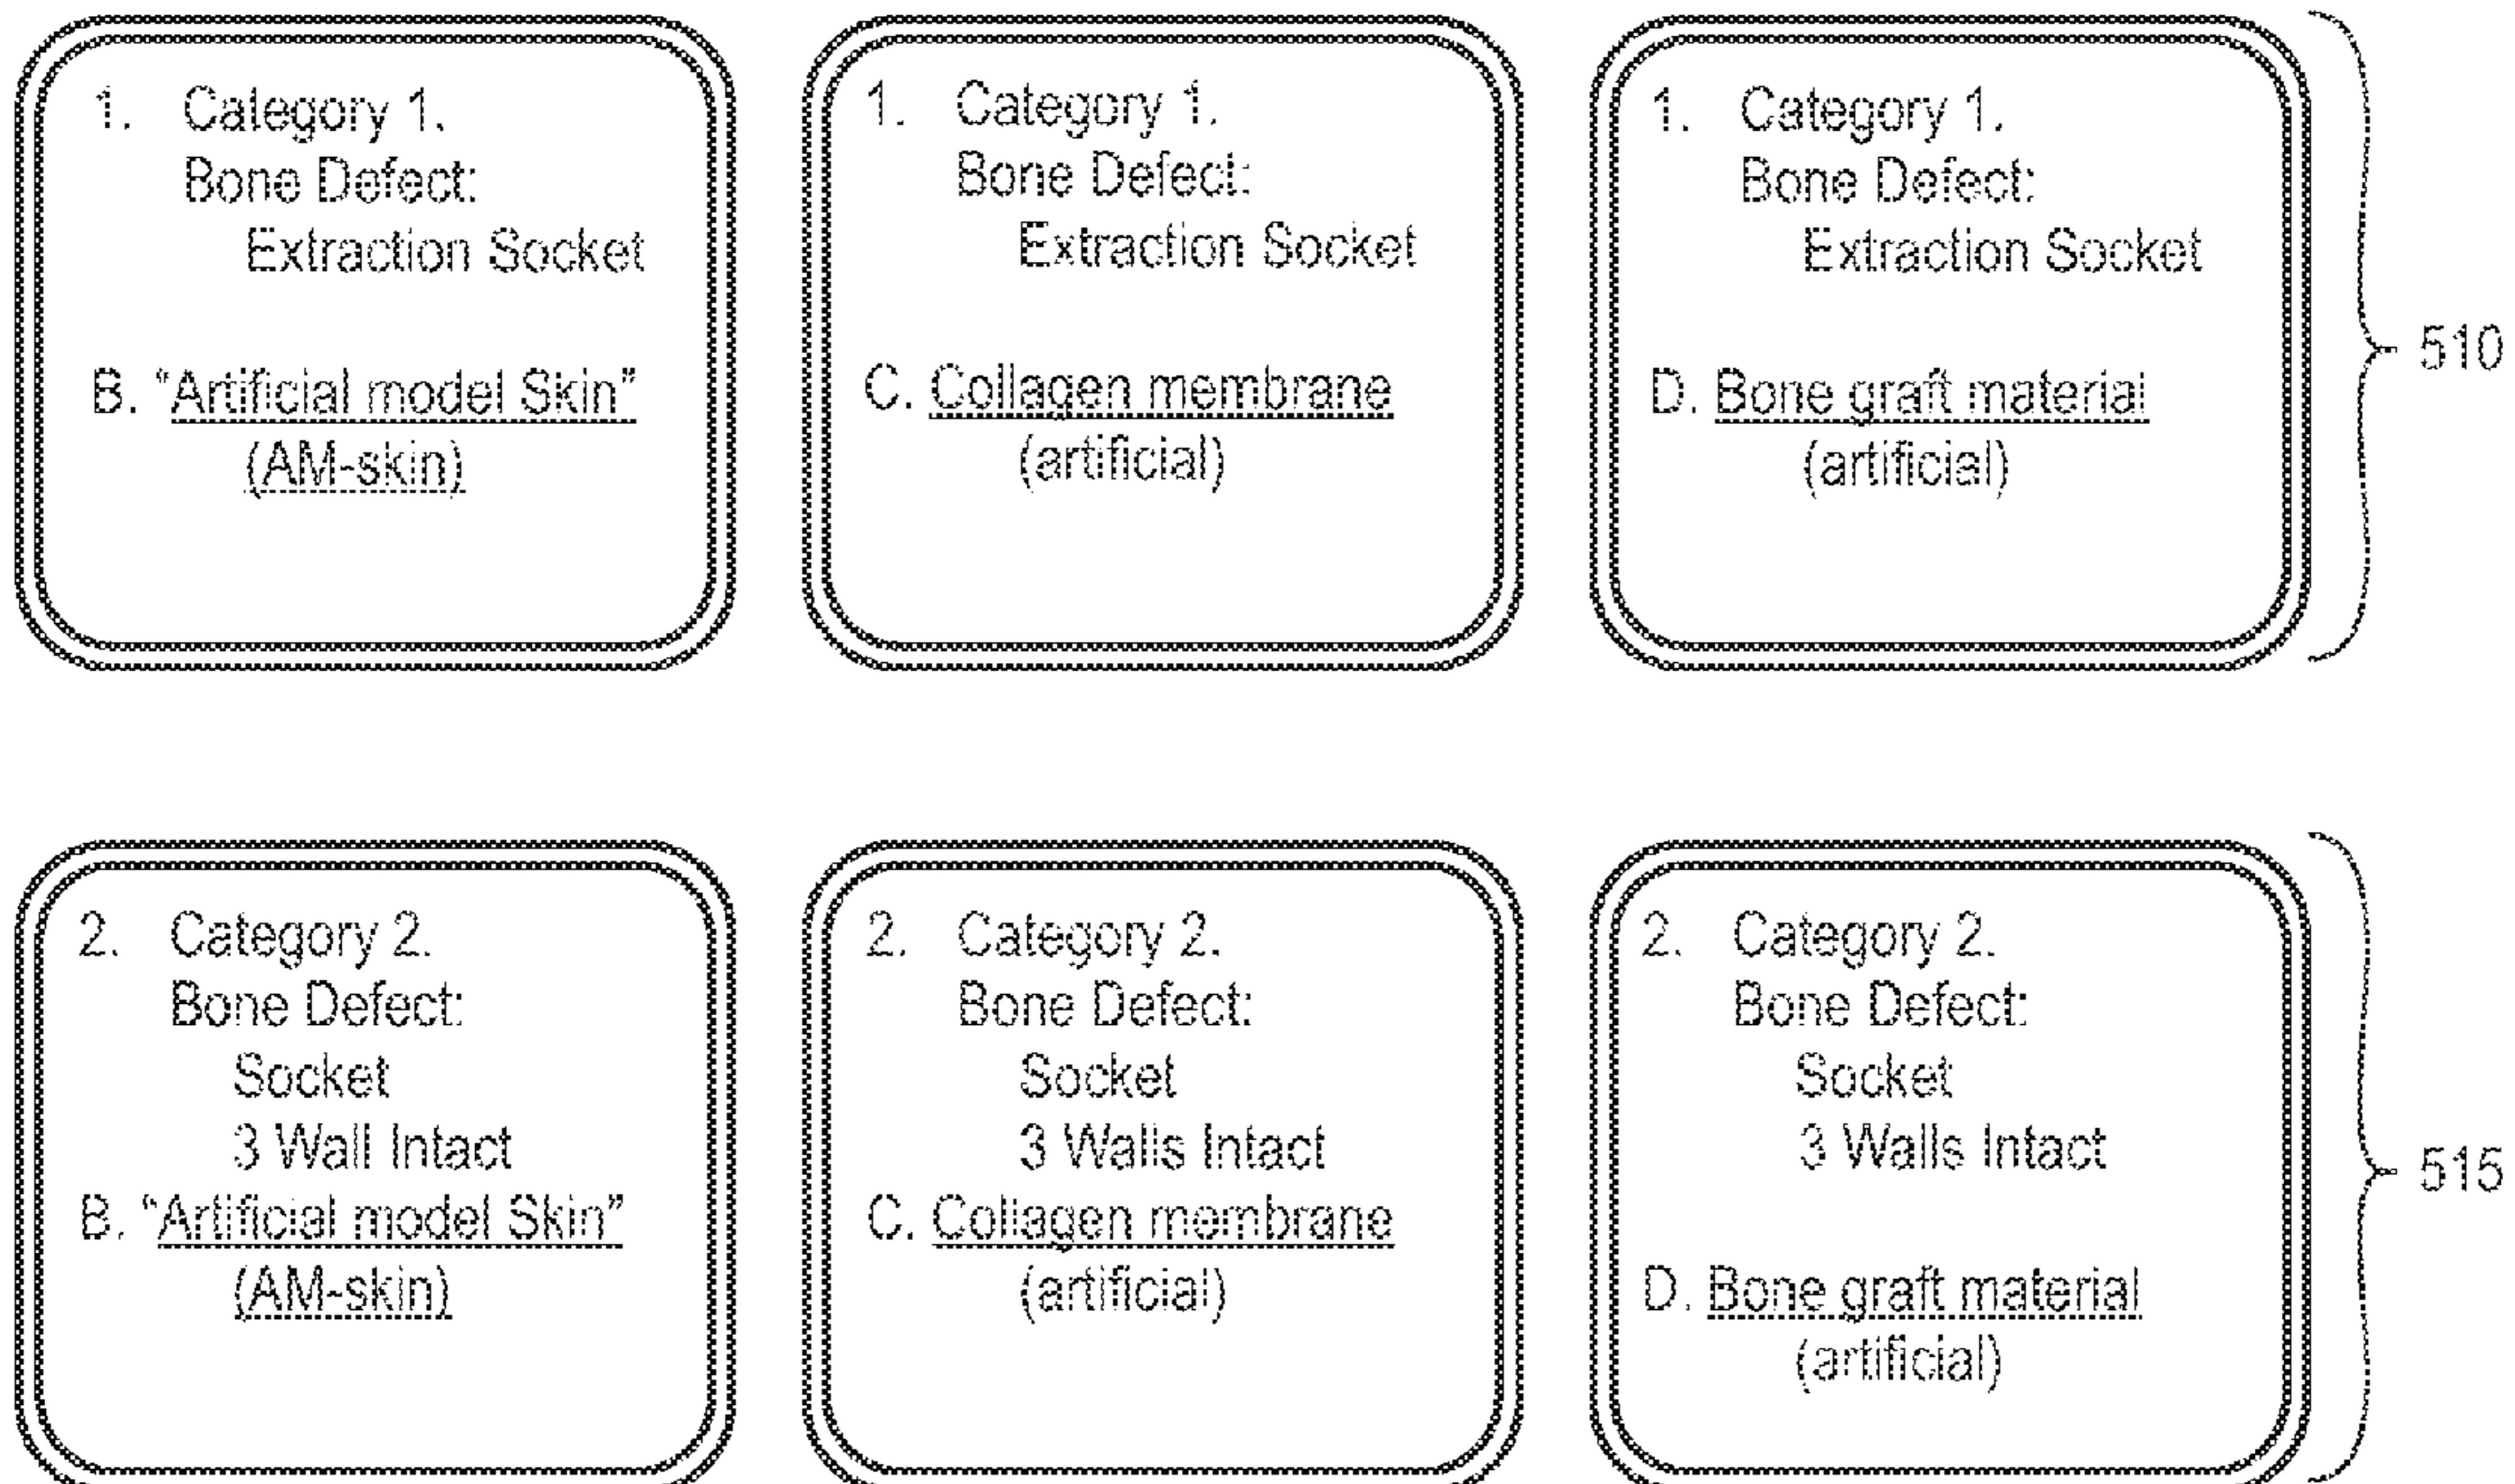 1. Category 1.
Bone Defect:
Extraction Socket
B. "Artificial model Skin"
(AM-skin)
1. Category 1.
Bone Defect:
Extraction Socket
C. Collagen membrane
(artificial)
1. Category 1.
Bone Defect:
Extraction Socket
D. Bone graft material
(artificial)
510
2. Category 2.
Bone Defect:
Socket
3 Wall Intact
B. "Artificial model Skin"
(AM-skin)
2. Category 2.
Bone Defect:
Socket
3 Walls Intact
C. Collagen membrane
(artificial)
2. Category 2.
Bone Defect:
Socket
3 Walls Intact
D. Bone graft material
(artificial)
515